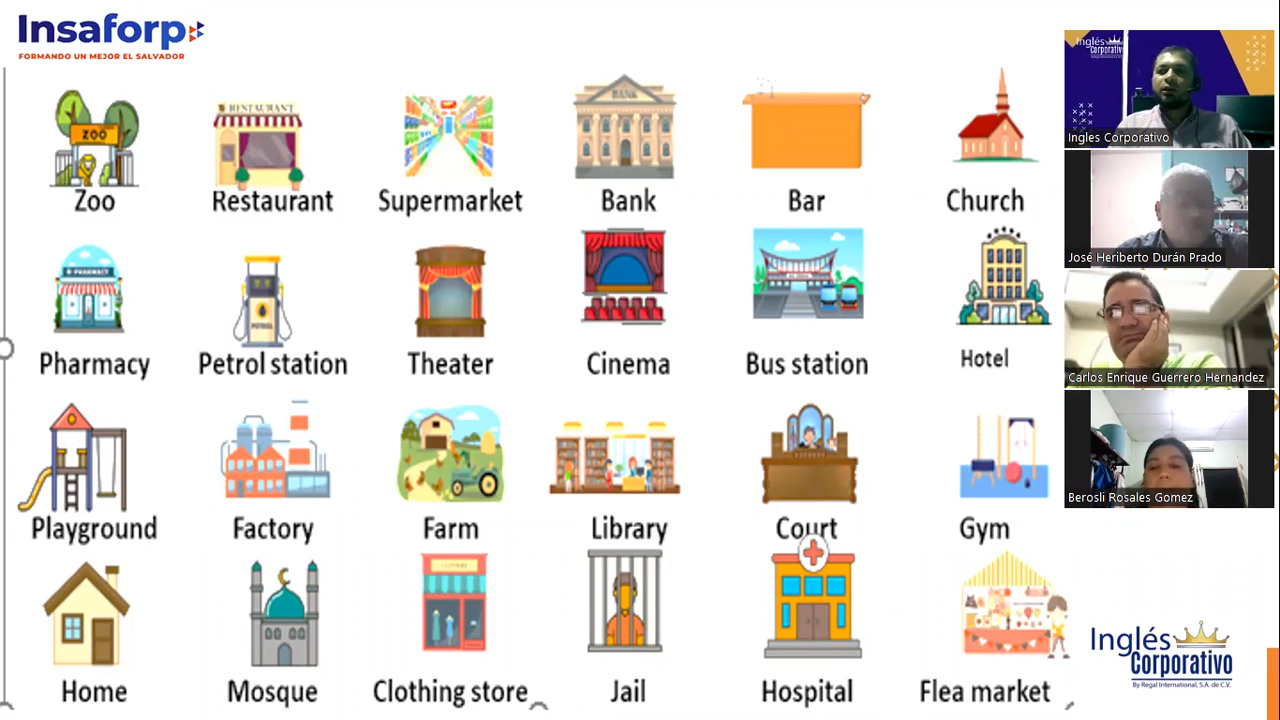 Insaforp
FORMANDO UN MEJOR EL SALVADOR
ZOO
RESTAURANT
BANK
Zoo
Restaurant
Supermarket
Bank
Bar
Church
PHARMACY
PETROL
Pharmacy
Petrol station
Theater
Cinema
Bus station
Hotel
Playground
Factory
Farm
Library
Court
Gym
Home
Mosque
Clothing store
Jail
Hospital
Flea market
Inglés
Corporativo
Ingles Corporativo
José Heriberto Durán Prado
Carlos Enrique Guerrero Hernandez
Berosli Rosales Gomez
Inglés
Corporativo
By Regal International, S.A. de C.V.